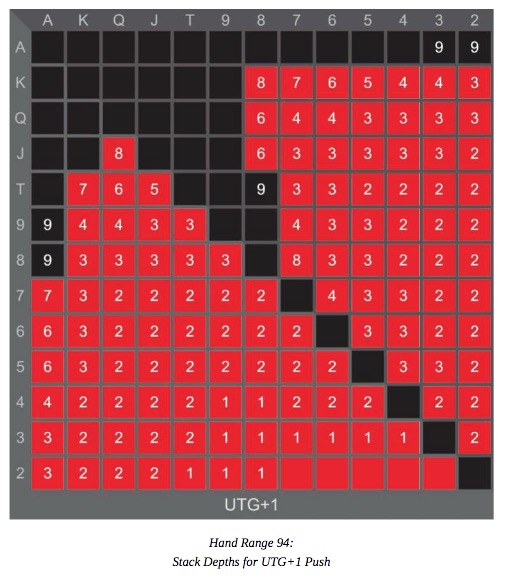 A K Q J T 9 8 7 6 5 4 3 2
A 9 9
K 8 7 6 5 4 4 3
Q 6 4 4 3 3 3 3
J 8 6 3 3 3 3 3 2
T 7 6 5 9 3 3 2 2 2 2
9 9 4 4 3 3 4 3 3 2 2 2
8 9 3 3 3 3 3 8 3 3 2 2 2
7 7 3 2 2 2 2 2 4 3 3 2 2
6 6 3 2 2 2 2 2 2 3 3 2 2
5 6 3 2 2 2 2 2 2 2 3 3 2
4 4 2 2 2 2 1 1 2 2 2 2 2
3 3 2 2 2 2 1 1 1 1 1 1 2
2 3 2 2 2 1 1 1
UTG+1
Hand Range 94:
Stack Depths for UTG+1 Push